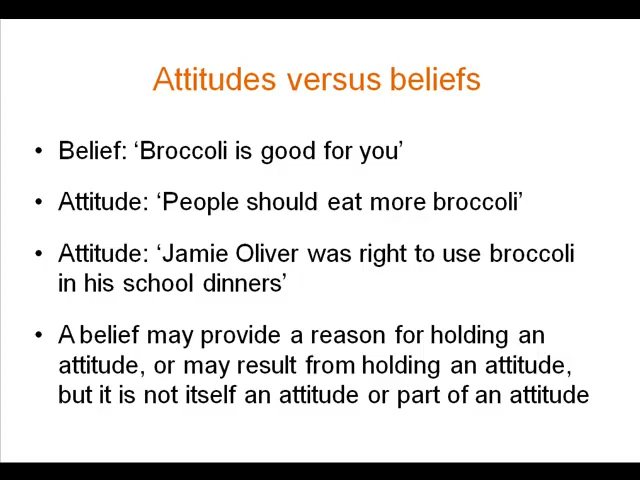 Attitudes versus beliefs
• Belief: ‘Broccoli is good for you’
• Attitude: ‘People should eat more broccoli’
• Attitude: ‘Jamie Oliver was right to use broccoli
in his school dinners’
• A belief may provide a reason for holding an
attitude, or may result from holding an attitude,
but it is not itself an attitude or part of an attitude